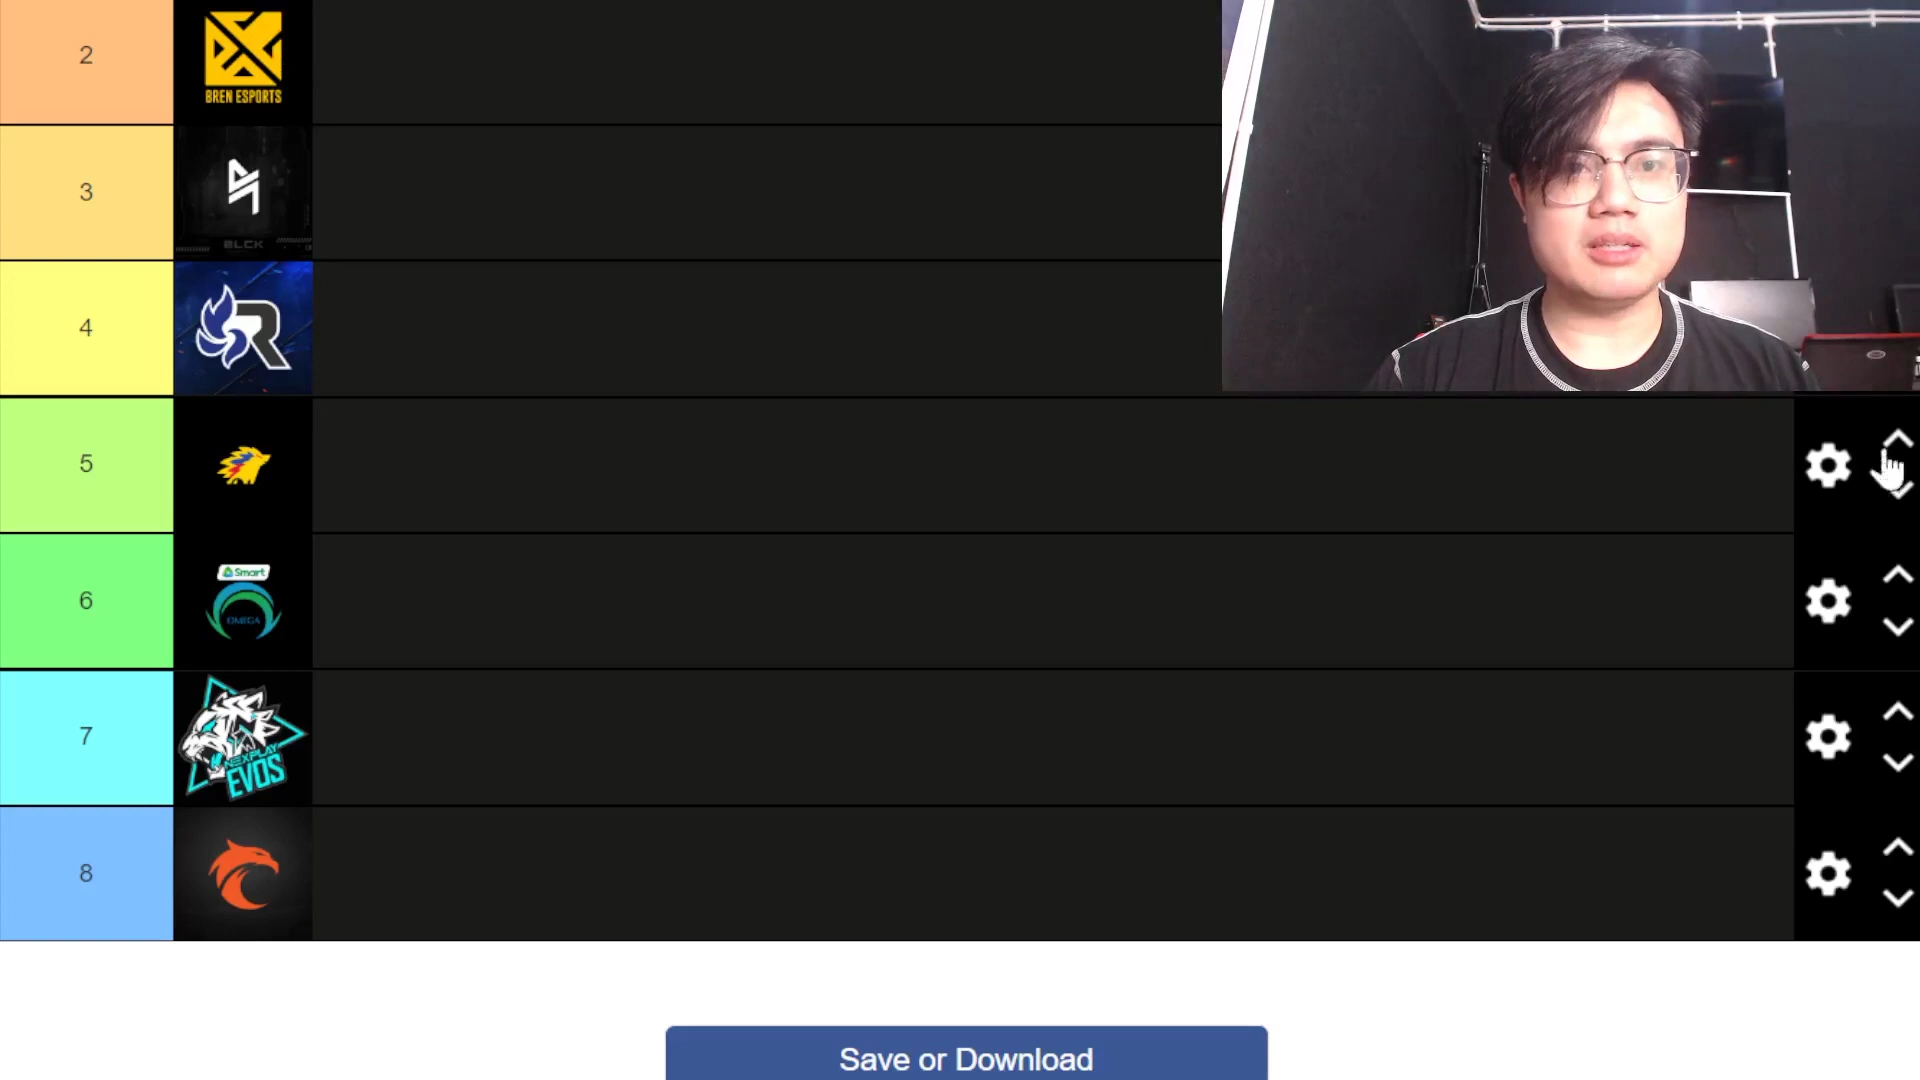 2
BREN ESPORTS
3
BLCK
4
5
6
Smart
OMEGA
7
NEXPLAY
EVOS
8
Save or Download